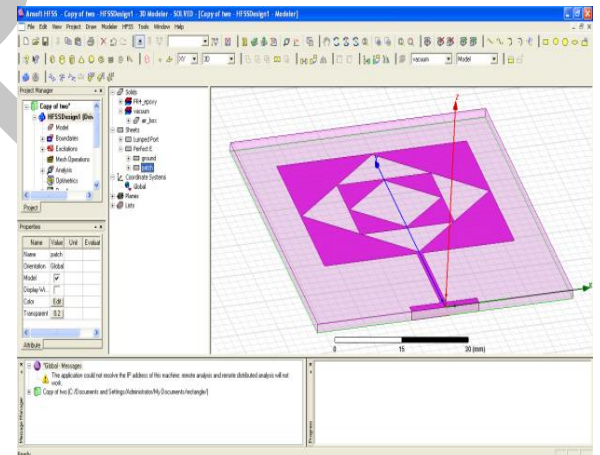 Ansoft HFSS - Copy of two - HFSSDesign1 - 3D Modeler - SOLVED - [Copy of two - HFSSDesign1 - Modeler]
File Edit View Project Draw Modeler HFSS Tools Window Help
XY
3D
vacuum
Model
Project Manager
Copy of two*
HFSSDesign1 (Driv
Model
Boundaries
Excitations
Mesh Operations
Analysis
Optimetrics
Project
Solids
FR4_epoxy
vacuum
air_box
Sheets
Lumped Port
Perfect E
ground
patch
Coordinate Systems
Global
Planes
Lists
Properties
Name Value Unit Evaluat
Name patch
Orientation Global
Model
Display Wi...
Color Edit
Transparent 0.2
Attribute
Z
X
0 15 30 (mm)
Message Manager
*Global - Messages
The application could not resolve the IP address of this machine: remote analysis and remote distributed analysis will not
work.
Copy of two (C:/Documents and Settings/Administrator/My Documents/rectangle/)
Progress
Ready